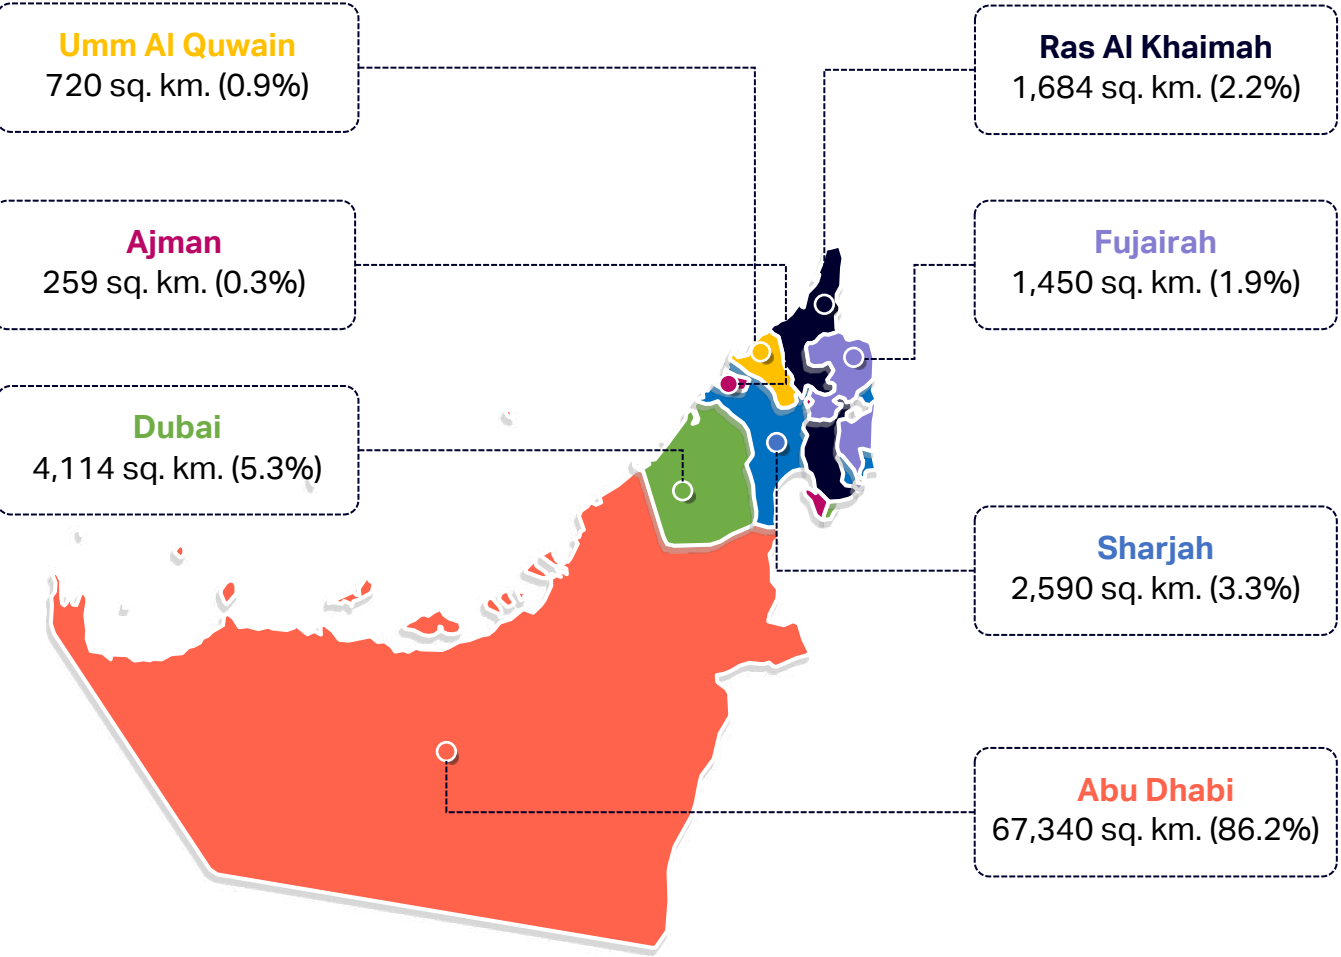 Umm Al Quwain
720 sq. km. (0.9%)
Ras Al Khaimah
1,684 sq. km. (2.2%)
Ajman
259 sq. km. (0.3%)
Fujairah
1,450 sq. km. (1.9%)
Dubai
4,114 sq. km. (5.3%)
Sharjah
2,590 sq. km. (3.3%)
Abu Dhabi
67,340 sq. km. (86.2%)